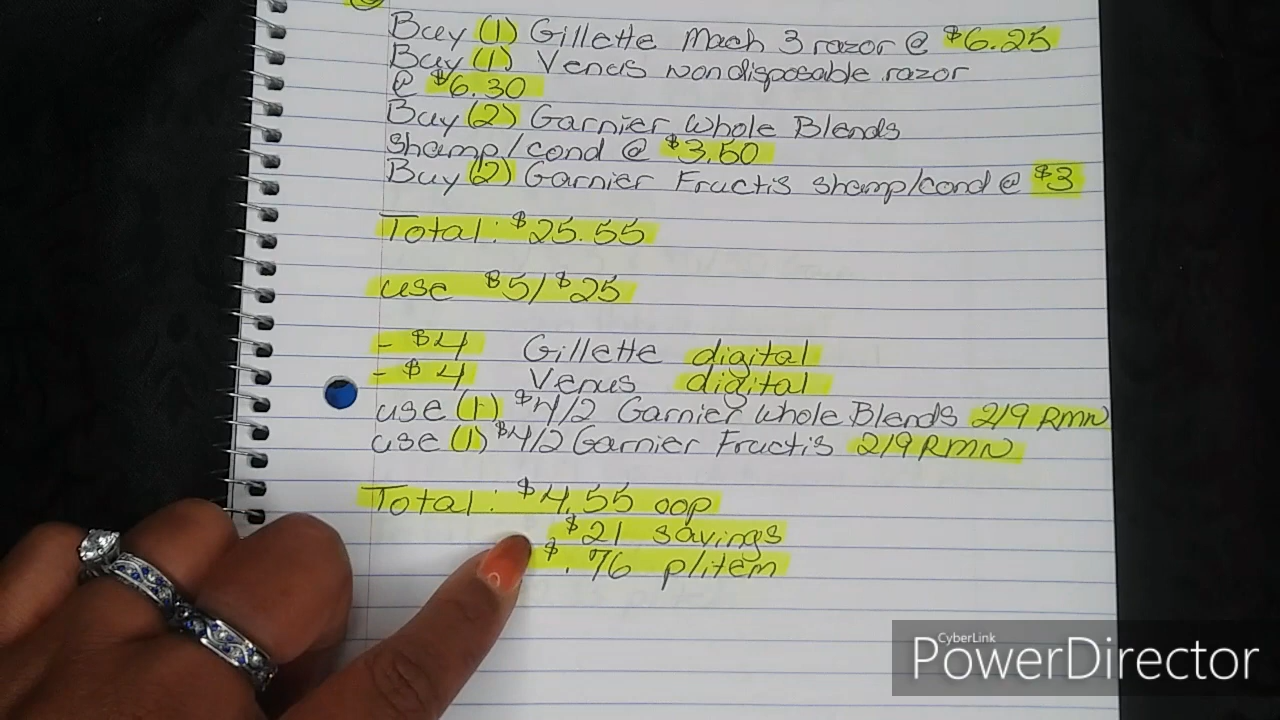 Buy (1) Gillette Mach 3 razor @ $6.25
Buy (1) Venus nondisposable razor
@ $6.30
Buy (2) Garnier Whole Blends
shamp/cond @ $3.50
Buy (2) Garnier Fructis shamp/cond @ $3
Total: $25.55
use $5/$25
- $4 Gillette digital
- $4 Venus digital
use (1) $4/2 Garnier Whole Blends 2/9 RMN
use (1) $4/2 Garnier Fructis 2/9 RMN
Total: $4.55 oop
$21 savings
$.76 p/item
CyberLink
PowerDirector